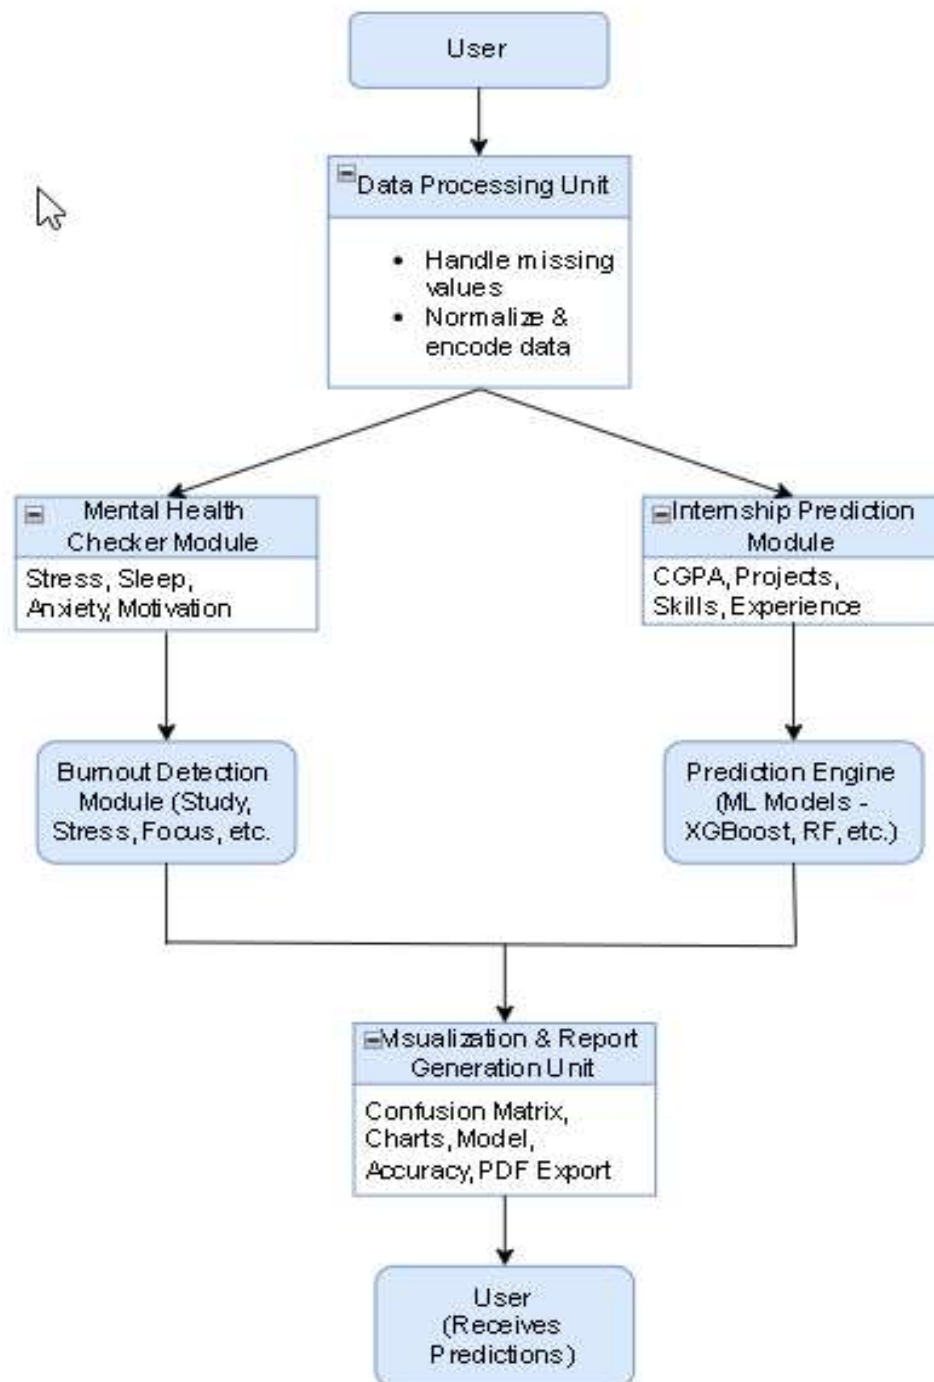 User
Data Processing Unit
• Handle missing
values
• Normalize &
encode data
Mental Health
Checker Module
Stress, Sleep,
Anxiety, Motivation
Internship Prediction
Module
CGPA, Projects,
Skills, Experience
Burnout Detection
Module (Study,
Stress, Focus, etc.
Prediction Engine
(ML Models -
XGBoost, RF, etc.)
Visualization & Report
Generation Unit
Confusion Matrix,
Charts, Model,
Accuracy, PDF Export
User
(Receives
Predictions)